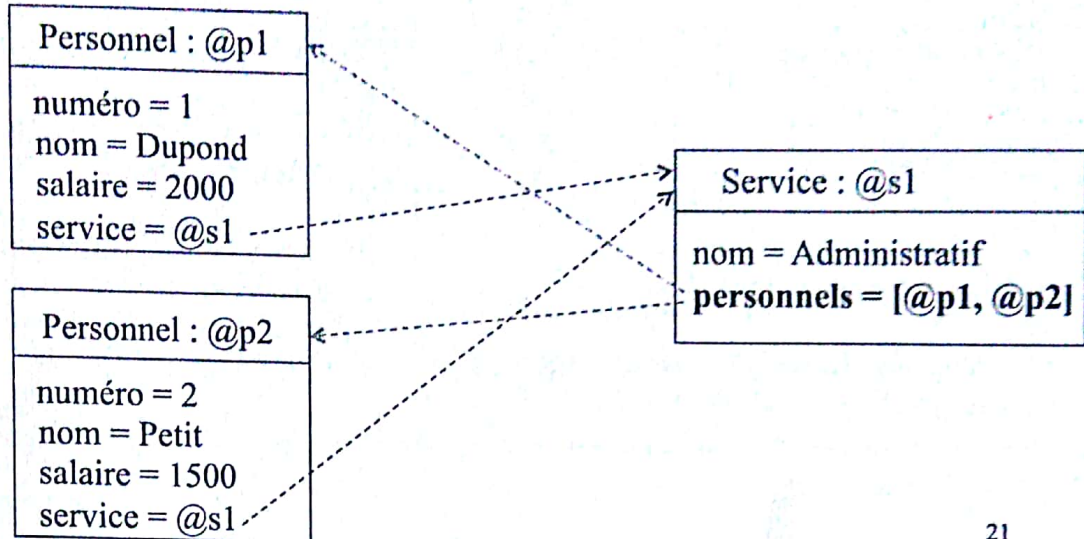 Personnel : @p1
numéro = 1
nom = Dupond
salaire = 2000
service = @s1
Personnel : @p2
numéro = 2
nom = Petit
salaire = 1500
service = @s1
Service : @s1
nom = Administratif
personnels = [@p1, @p2]
21